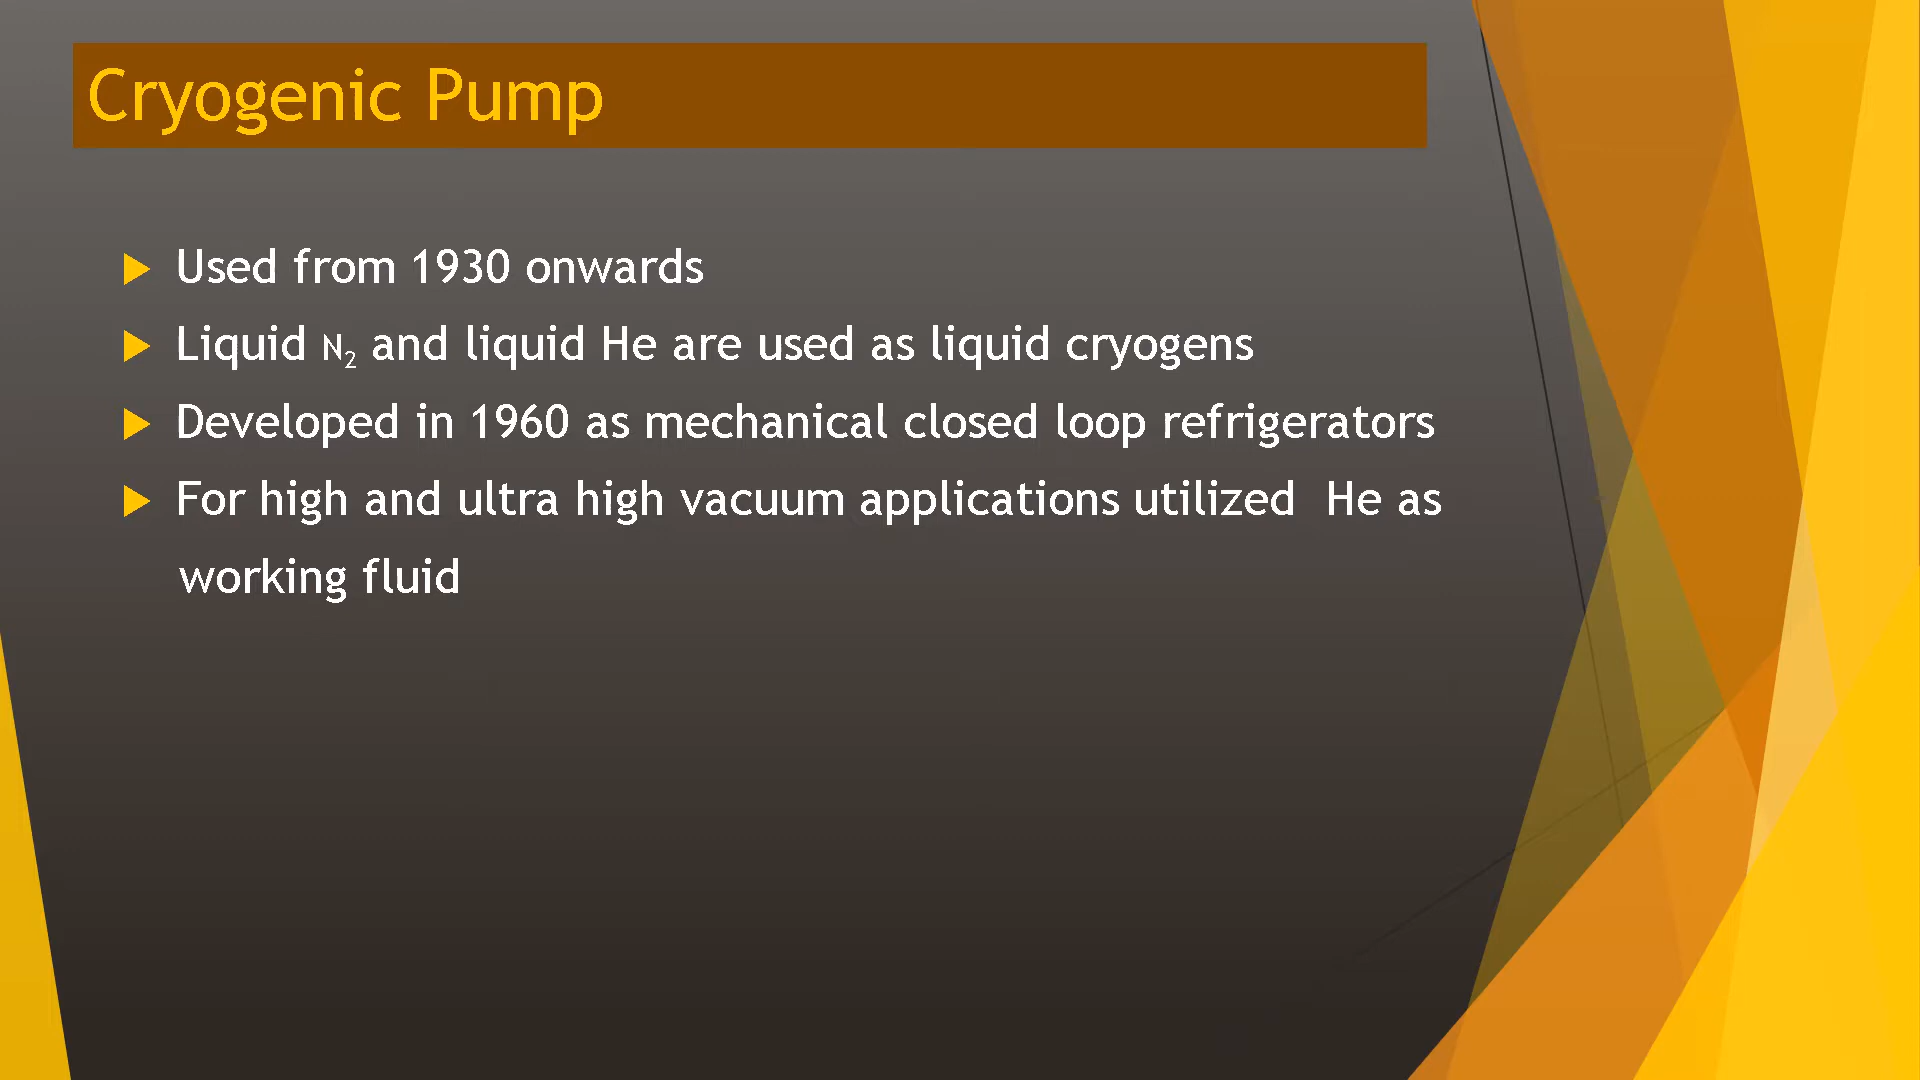 Cryogenic Pump
Used from 1930 onwards
Liquid N₂ and liquid He are used as liquid cryogens
Developed in 1960 as mechanical closed loop refrigerators
For high and ultra high vacuum applications utilized  He as
working fluid